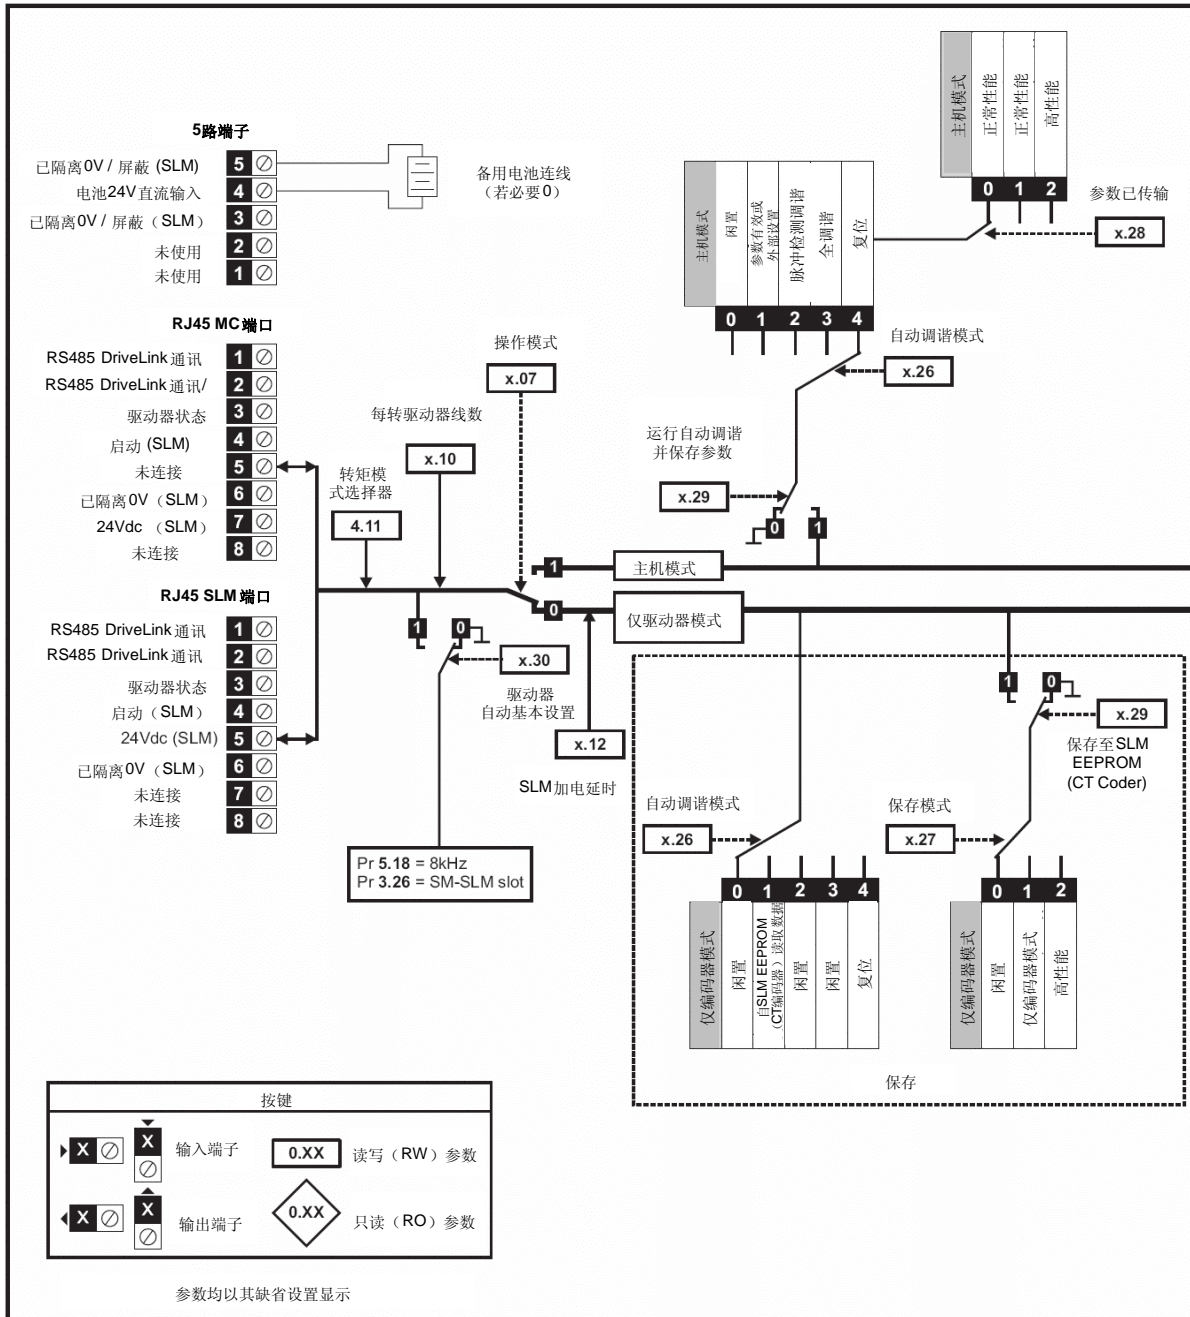 主机模式
正常性能
正常性能
高性能
0 1 2
参数已传输
x.28
5路端子
已隔离0V / 屏蔽 (SLM) 5
电池24V直流输入 4
已隔离0V / 屏蔽（SLM） 3
未使用 2
未使用 1
备用电池连线
（若必要0）
主机模式
闲置
参数有效或
外部设置
脉冲检测调谐
全调谐
复位
0 1 2 3 4
自动调谐模式
x.26
RJ45 MC端口
RS485 DriveLink通讯 1
RS485 DriveLink通讯/ 2
驱动器状态 3
启动 (SLM) 4
未连接 5
已隔离0V（SLM） 6
24Vdc （SLM） 7
未连接 8
操作模式
x.07
每转驱动器线数
x.10
转矩模
式选择器
4.11
运行自动调谐
并保存参数
x.29
0 1
1 主机模式
0 仅驱动器模式
RJ45 SLM端口
RS485 DriveLink通讯 1
RS485 DriveLink通讯 2
驱动器状态 3
启动（SLM） 4
24Vdc (SLM) 5
已隔离0V（SLM） 6
未连接 7
未连接 8
1 0
x.30
驱动器
自动基本设置
x.12
SLM加电延时
Pr 5.18 = 8kHz
Pr 3.26 = SM-SLM slot
1 0
x.29
保存至SLM
EEPROM
(CT Coder)
自动调谐模式
x.26
保存模式
x.27
0 1 2 3 4
仅编码器模式
闲置
自SLM EEPROM
（CT编码器）读取数据
闲置
闲置
复位
0 1 2
仅编码器模式
闲置
仅编码器模式
高性能
保存
按键
X X 输入端子
0.XX 读写（RW）参数
X X 输出端子
0.XX 只读（RO）参数
参数均以其缺省设置显示